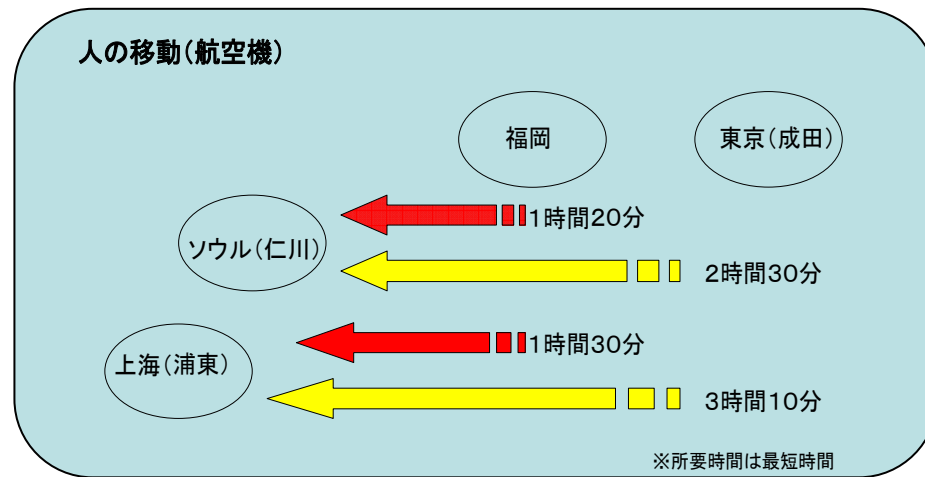 人の移動(航空機)
福岡
東京(成田)
ソウル(仁川)
1時間20分
2時間30分
上海(浦東)
1時間30分
3時間10分
※所要時間は最短時間